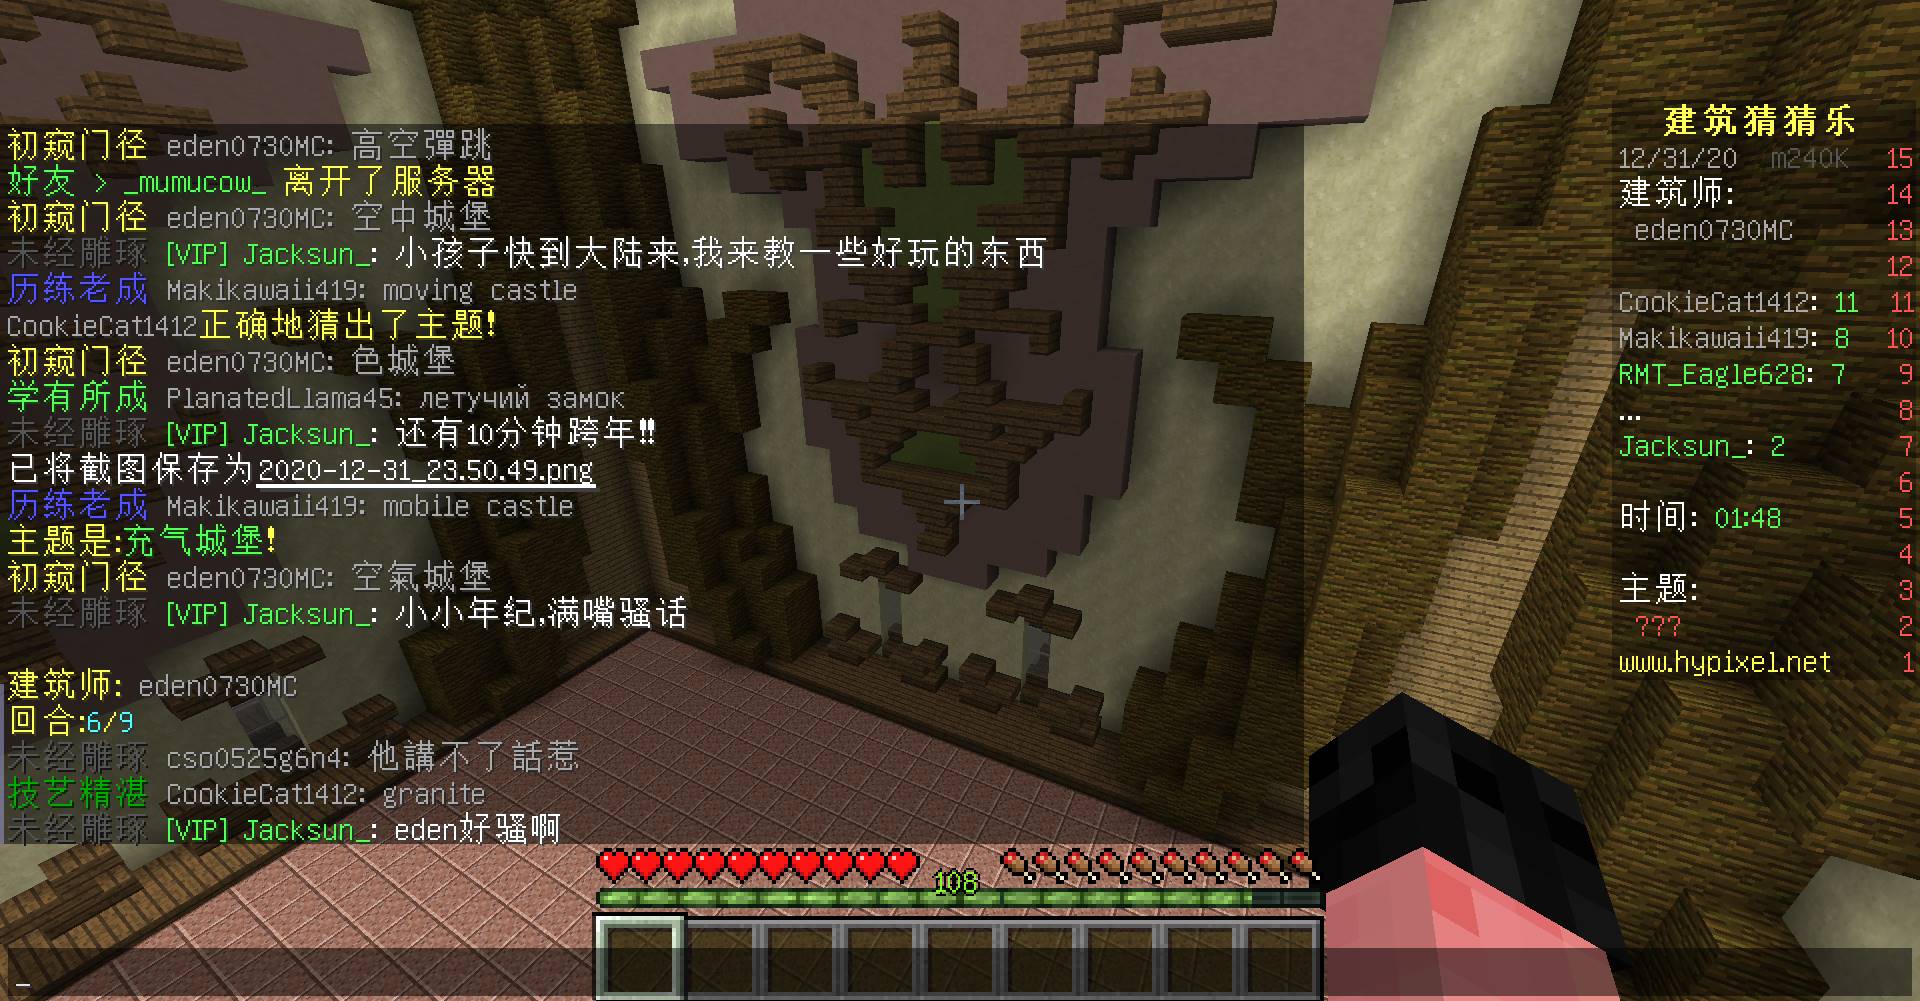 初窥门径 eden0730MC: 高空彈跳
好友 > _mumucow_ 离开了服务器
初窥门径 eden0730MC: 空中城堡
未经雕琢 [VIP] Jacksun_: 小孩子快到大陆来,我来教一些好玩的东西
历练老成 Makikawaii419: moving castle
CookieCat1412正确地猜出了主题!
初窥门径 eden0730MC: 色城堡
学有所成 PlanatedLlama45: летучий замок
未经雕琢 [VIP] Jacksun_: 还有10分钟跨年!!
已将截图保存为2020-12-31_23.50.49.png
历练老成 Makikawaii419: mobile castle
主题是:充气城堡!
初窥门径 eden0730MC: 空氣城堡
未经雕琢 [VIP] Jacksun_: 小小年纪,满嘴骚话
建筑师: eden0730MC
回合:6/9
未经雕琢 cso0525g6n4: 他講不了話惹
技艺精湛 CookieCat1412: granite
未经雕琢 [VIP] Jacksun_: eden好骚啊
108
建筑猜猜乐
12/31/20 m240K 15
建筑师: 14
eden0730MC 13
12
CookieCat1412: 11 11
Makikawaii419: 8 10
RMT_Eagle628: 7 9
... 8
Jacksun_: 2 7
6
时间: 01:48 5
4
主题: 3
??? 2
www.hypixel.net 1
_